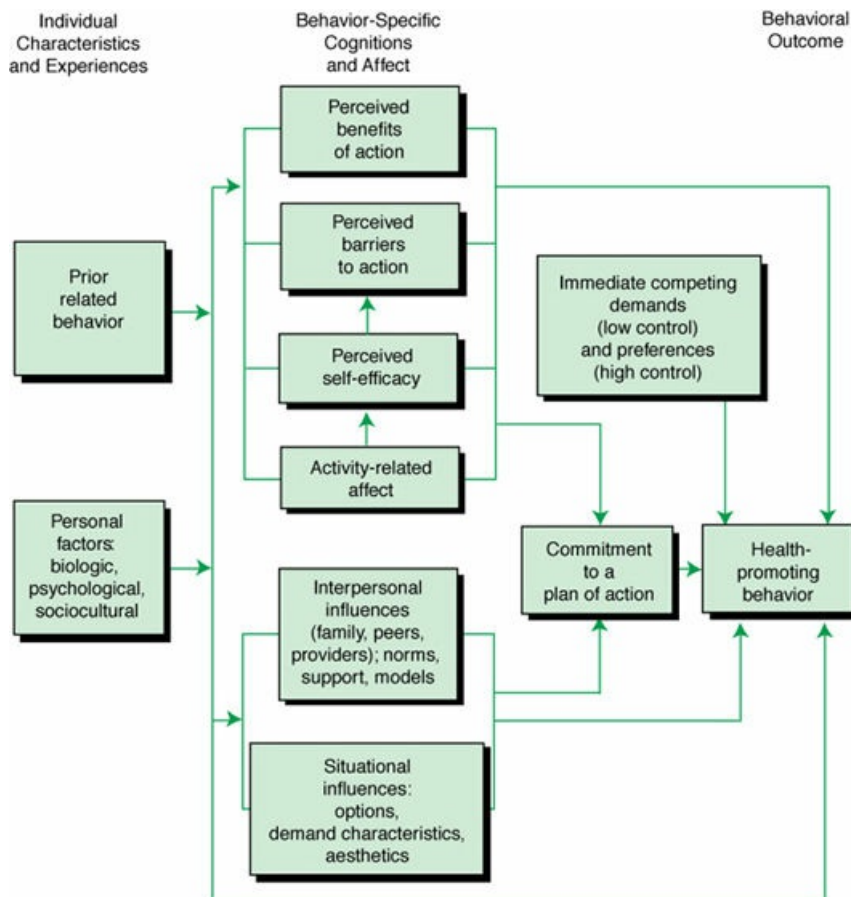 Individual
Characteristics
and Experiences
Behavior-Specific
Cognitions
and Affect
Behavioral
Outcome
Perceived
benefits
of action
Perceived
barriers
to action
Prior
related
behavior
Immediate competing
demands
(low control)
and preferences
(high control)
Perceived
self-efficacy
Activity-related
affect
Personal
factors:
biologic,
psychological,
sociocultural
Commitment
to a
plan of action
Health-
promoting
behavior
Interpersonal
influences
(family, peers,
providers); norms,
support, models
Situational
influences:
options,
demand characteristics,
aesthetics